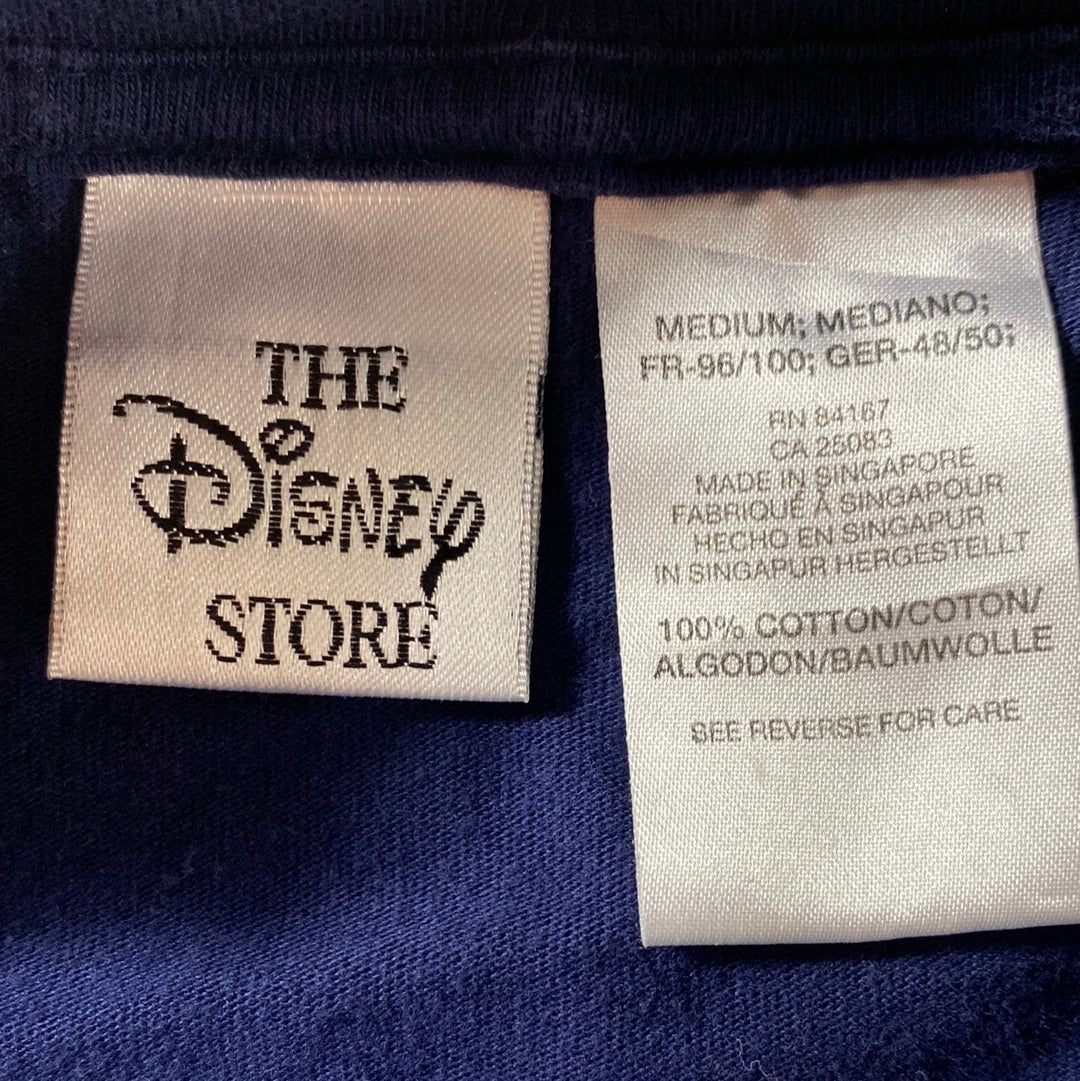 THE
DISNEY
STORE
MEDIUM; MEDIANO;
FR-96/100; GER-48/50;
RN 84167
CA 25083
MADE IN SINGAPORE
FABRIQUÉ À SINGAPOUR
HECHO EN SINGAPUR
IN SINGAPUR HERGESTELLT
100% COTTON/COTON/
ALGODON/BAUMWOLLE
SEE REVERSE FOR CARE